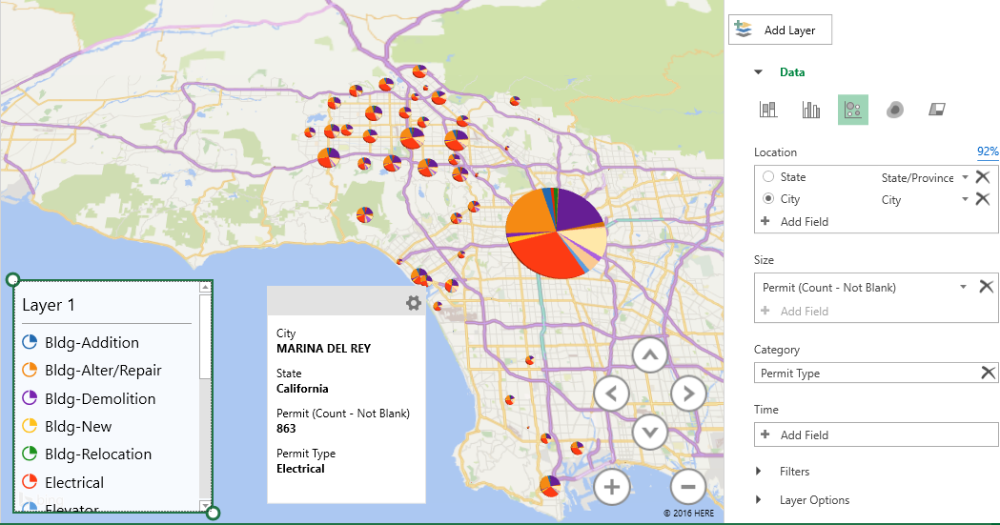 Layer 1
Bldg-Addition
Bldg-Alter/Repair
Bldg-Demolition
Bldg-New
Bldg-Relocation
Electrical
Elevator
City
MARINA DEL REY
State
California
Permit (Count - Not Blank)
863
Permit Type
Electrical
© 2016 HERE
Add Layer
Data
Location 92%
State State/Province
City City
Add Field
Size
Permit (Count - Not Blank)
Add Field
Category
Permit Type
Time
Add Field
Filters
Layer Options